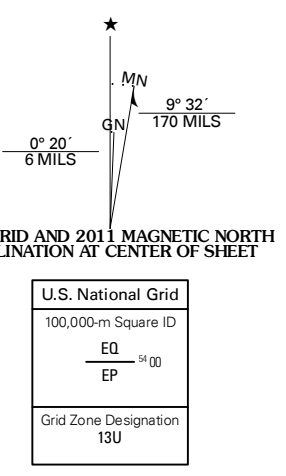 ★
MN
GN
9° 32´
170 MILS
0° 20´
6 MILS
RID AND 2011 MAGNETIC NORTH
LINATION AT CENTER OF SHEET
U.S. National Grid
100,000-m Square ID
EQ
54 00
EP
Grid Zone Designation
13U